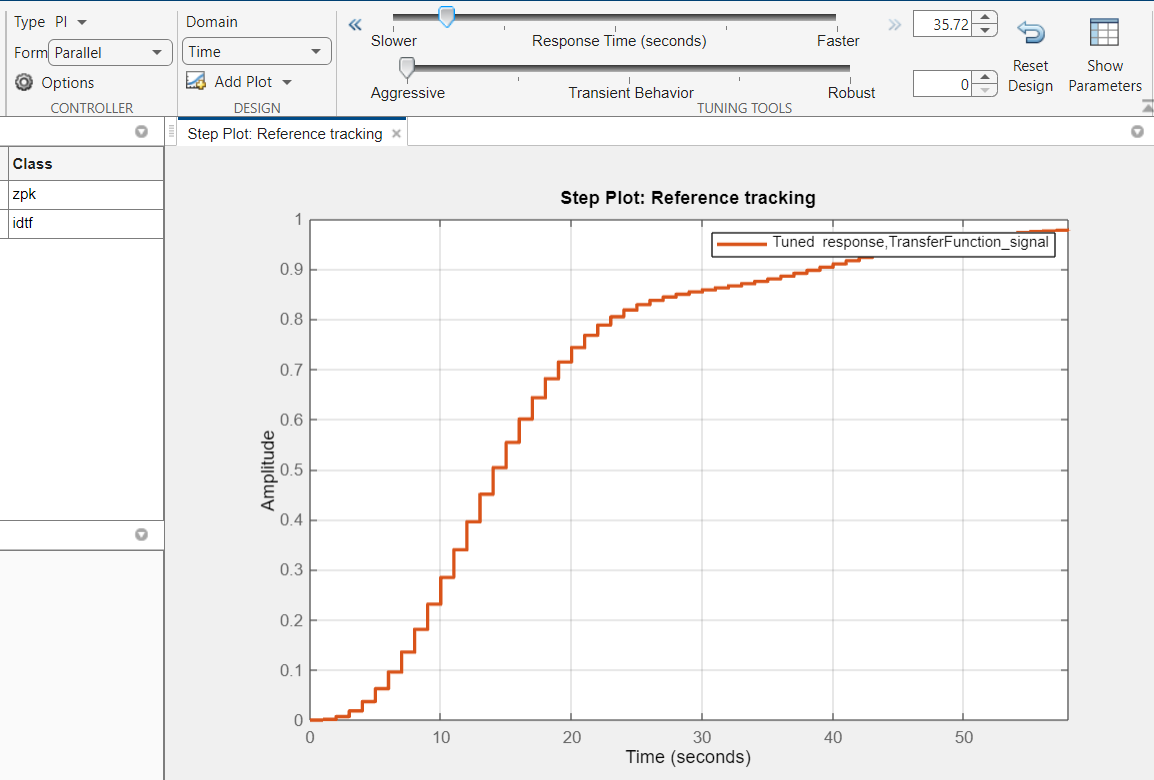 Type PI
Form Parallel
Options
CONTROLLER
Domain
Time
Add Plot
DESIGN
Slower Response Time (seconds) Faster
35.72
Aggressive Transient Behavior Robust
0
TUNING TOOLS
Reset
Design
Show
Parameters
Class
zpk
idtf
Step Plot: Reference tracking
Step Plot: Reference tracking
Tuned response,TransferFunction_signal
Amplitude
1
0.9
0.8
0.7
0.6
0.5
0.4
0.3
0.2
0.1
0
0 10 20 30 40 50
Time (seconds)